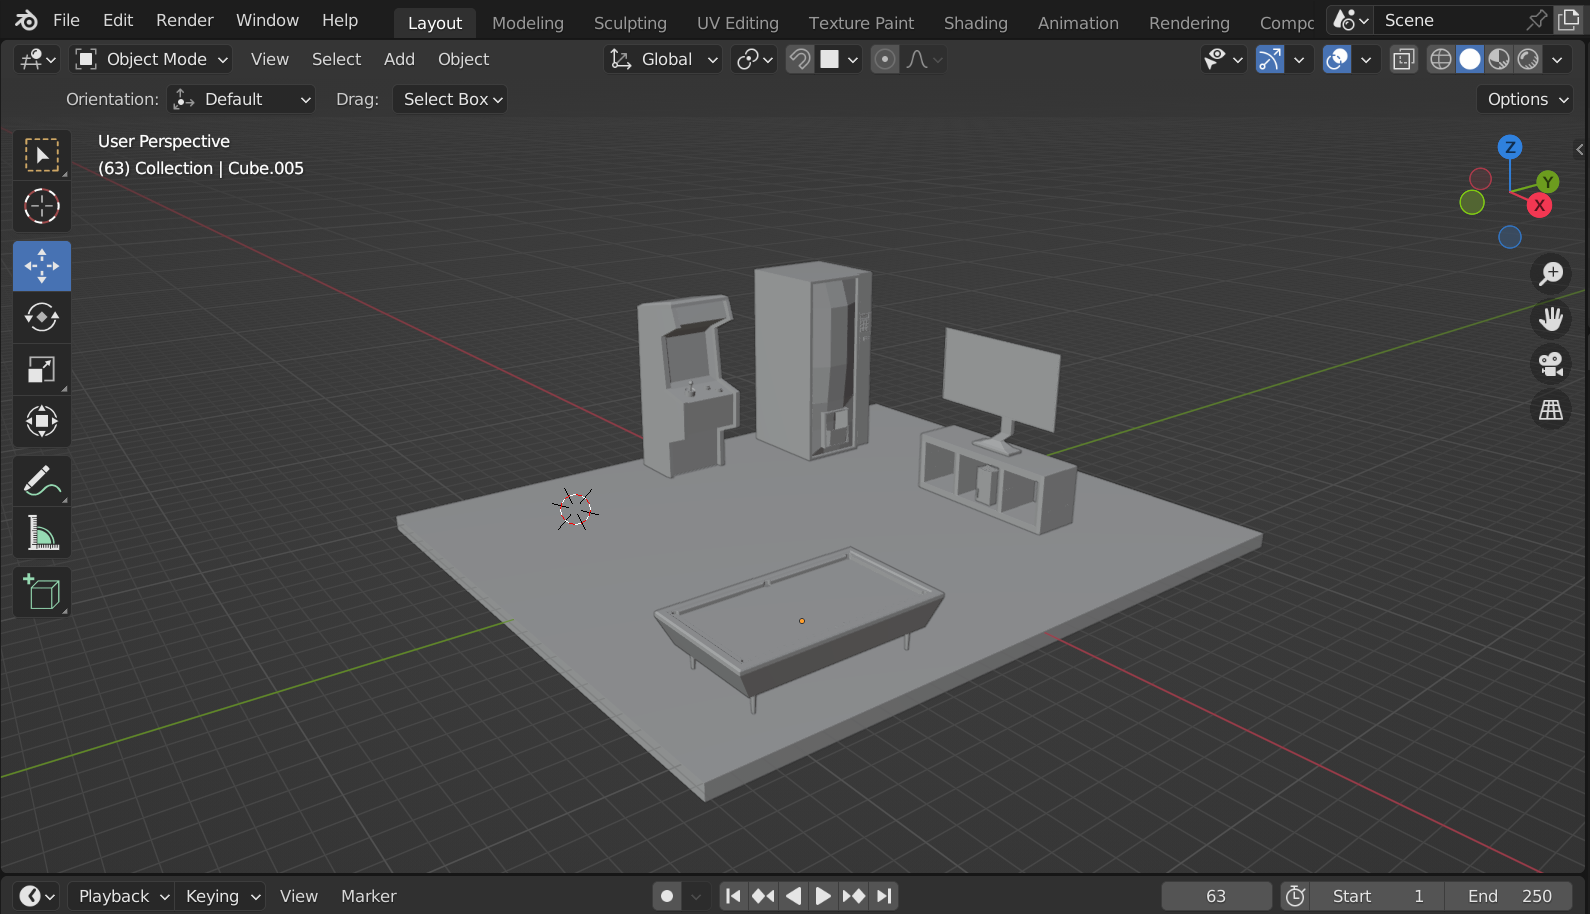 File Edit Render Window Help Layout Modeling Sculpting UV Editing Texture Paint Shading Animation Rendering Compc Scene
Object Mode View Select Add Object Global
Orientation: Default Drag: Select Box Options
User Perspective
(63) Collection | Cube.005
Z
Y
X
Playback Keying View Marker 63 Start 1 End 250